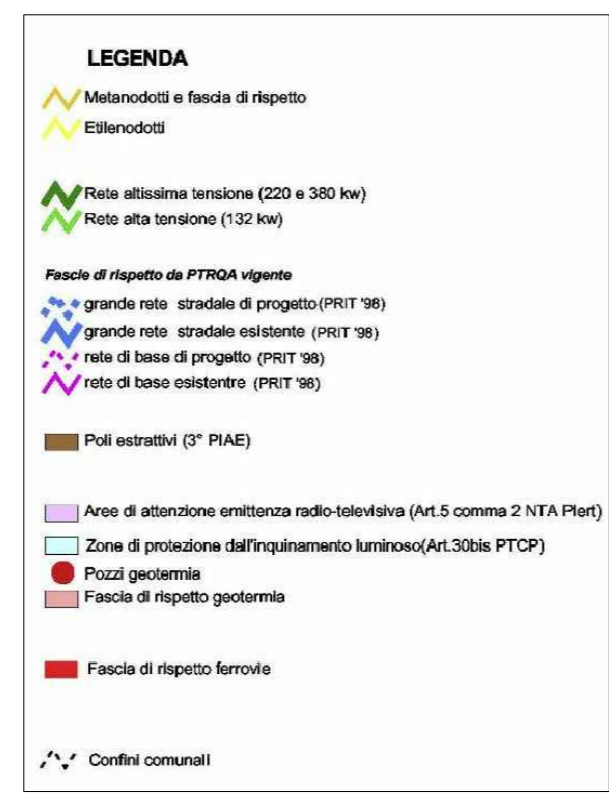 LEGENDA
Metanodotti e fascia di rispetto
Etilenodotti
Rete altissima tensione (220 e 380 kw)
Rete alta tensione (132 kw)
Fascie di rispetto da PTRQA vigente
grande rete stradale di progetto (PRIT '98)
grande rete stradale esistente (PRIT '98)
rete di base di progetto (PRIT '98)
rete di base esistentre (PRIT '98)
Poli estrattivi (3° PIAE)
Aree di attenzione emittenza radio-televisiva (Art.5 comma 2 NTA Plert)
Zone di protezione dall'inquinamento luminoso(Art.30bis PTCP)
Pozzi geotermia
Fascia di rispetto geotermia
Fascia di rispetto ferrovie
Confini comunali